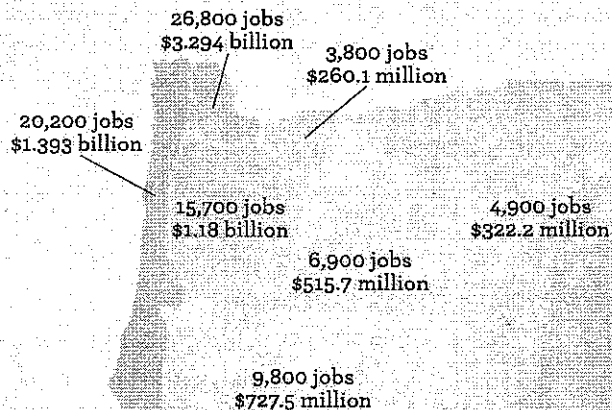 26,800 jobs
$3.294 billion
3,800 jobs
$260.1 million
20,200 jobs
$1.393 billion
15,700 jobs
$1.18 billion
4,900 jobs
$322.2 million
6,900 jobs
$515.7 million
9,800 jobs
$727.5 million